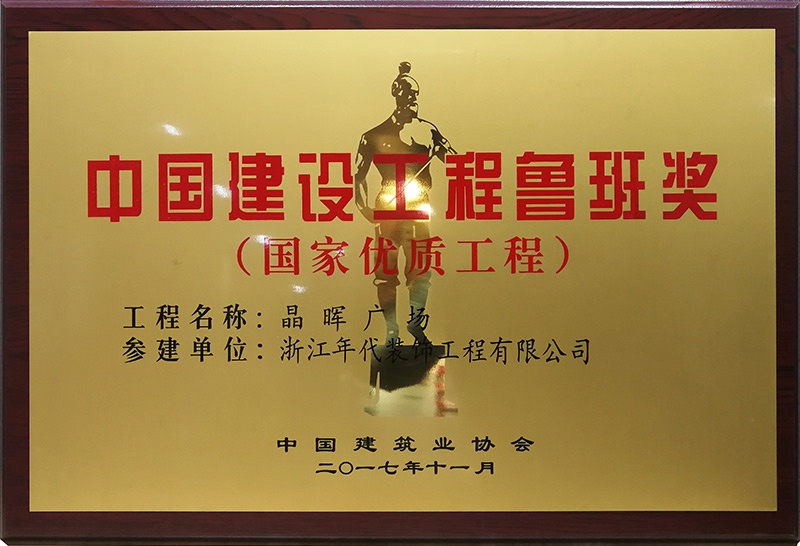 中国建设工程鲁班奖
（国家优质工程）
工程名称：晶晖广场
参建单位：浙江年代装饰工程有限公司
中国建筑业协会
二〇一七年十一月